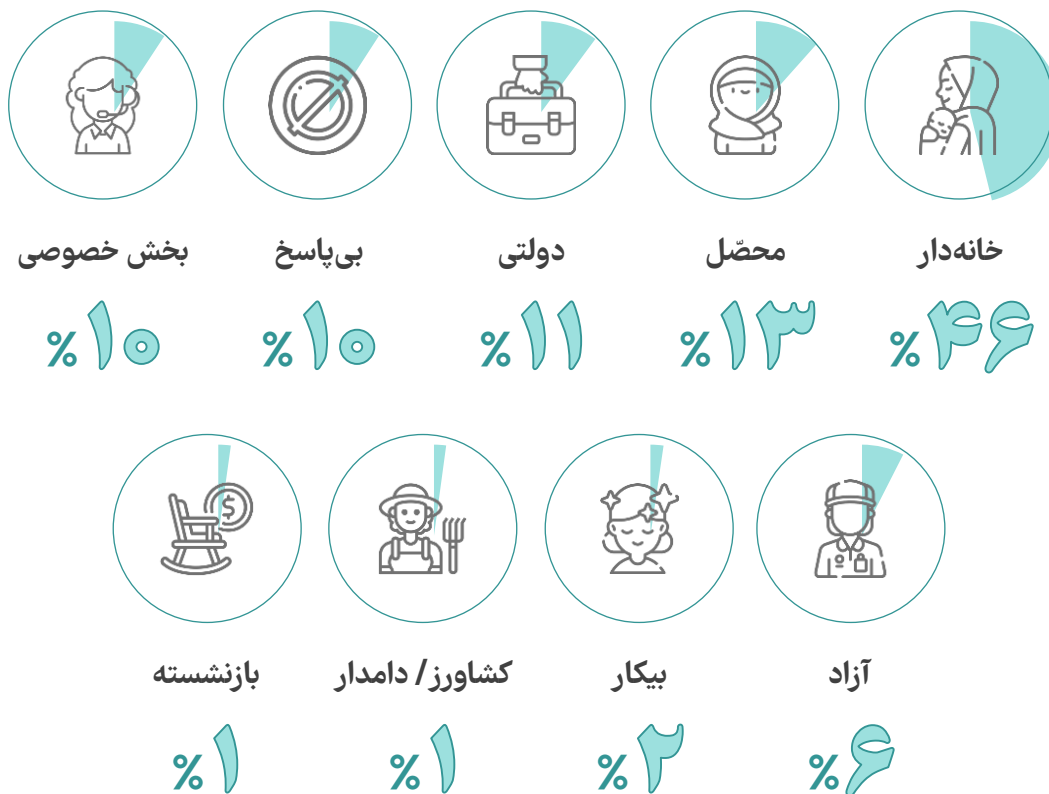 خانه‌دار محصّل دولتی بی‌پاسخ بخش خصوصی
۴۶% ۱۳% ۱۱% ۱۰% ۱۰%
$
آزاد بیکار کشاورز/ دامدار بازنشسته
۶% ۲% ۱% ۱%